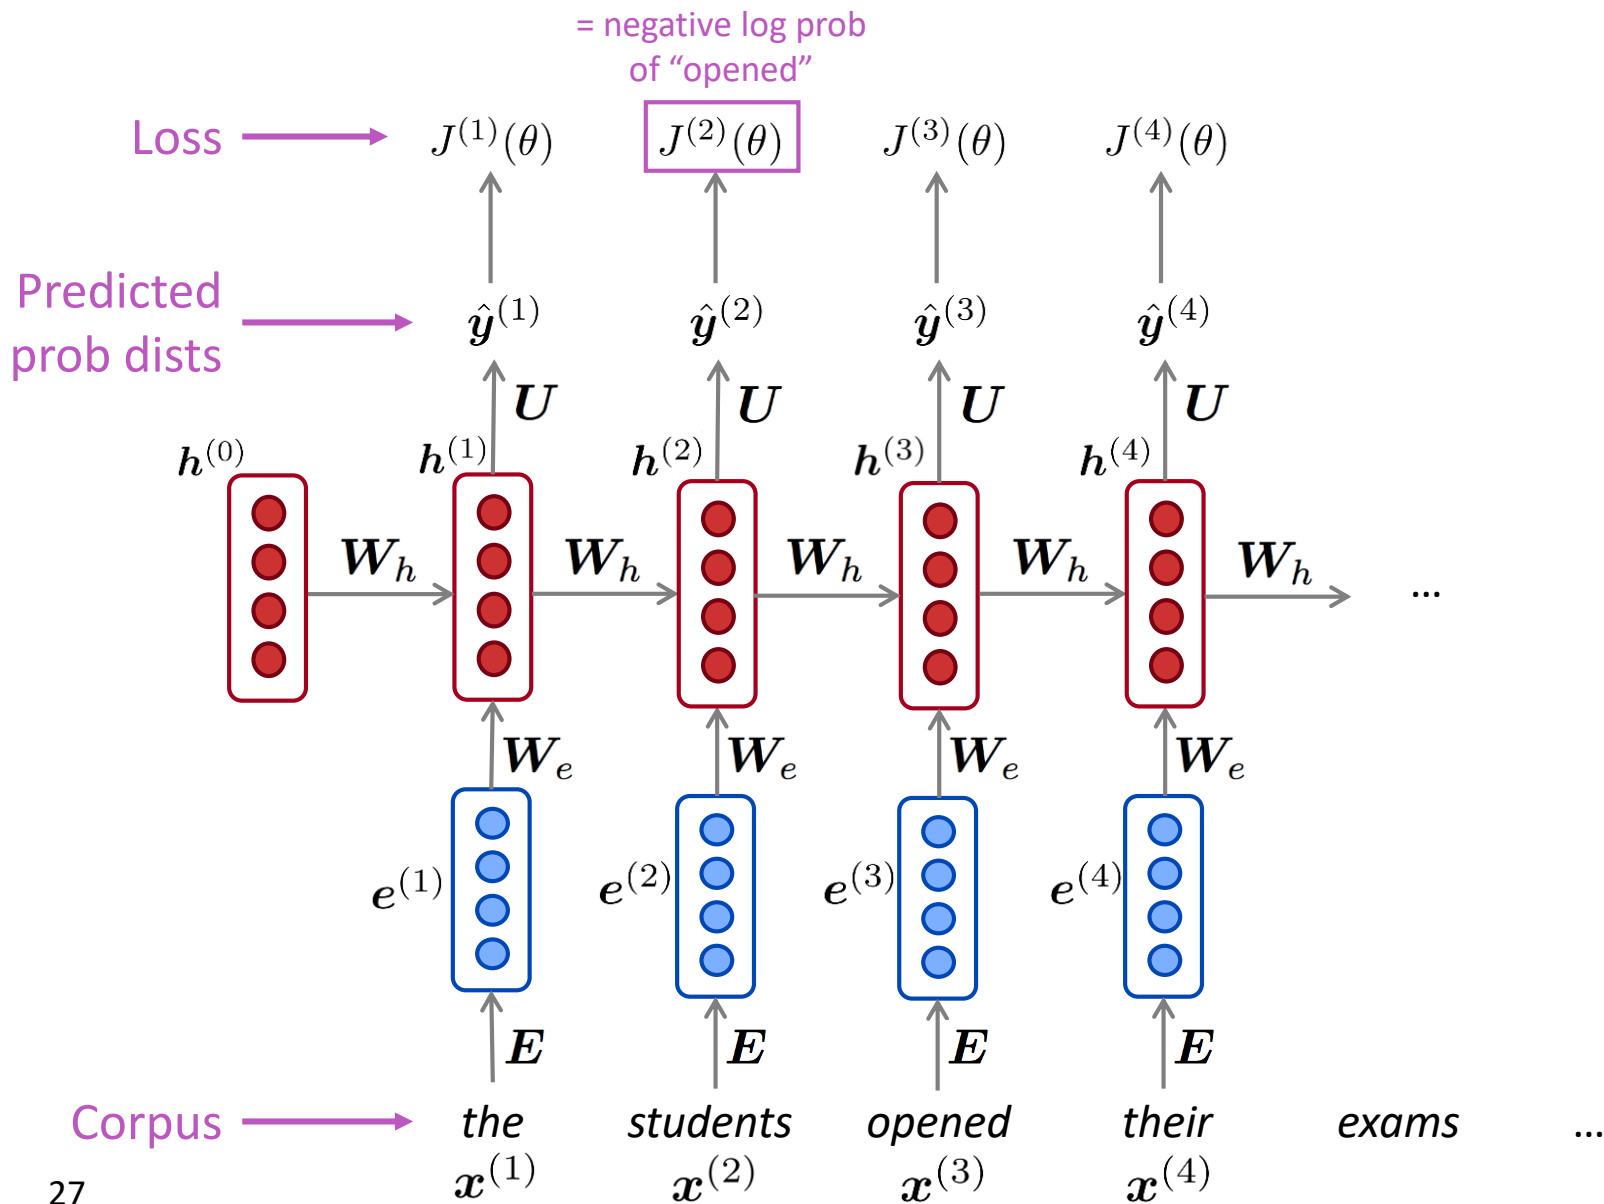 = negative log prob
of “opened”
Loss J^(1)(θ) J^(2)(θ) J^(3)(θ) J^(4)(θ)
Predicted
prob dists
ŷ^(1) ŷ^(2) ŷ^(3) ŷ^(4)
U U U U
h^(0) h^(1) h^(2) h^(3) h^(4)
W_h W_h W_h W_h W_h
...
W_e W_e W_e W_e
e^(1) e^(2) e^(3) e^(4)
E E E E
Corpus the students opened their exams ...
x^(1) x^(2) x^(3) x^(4)
27